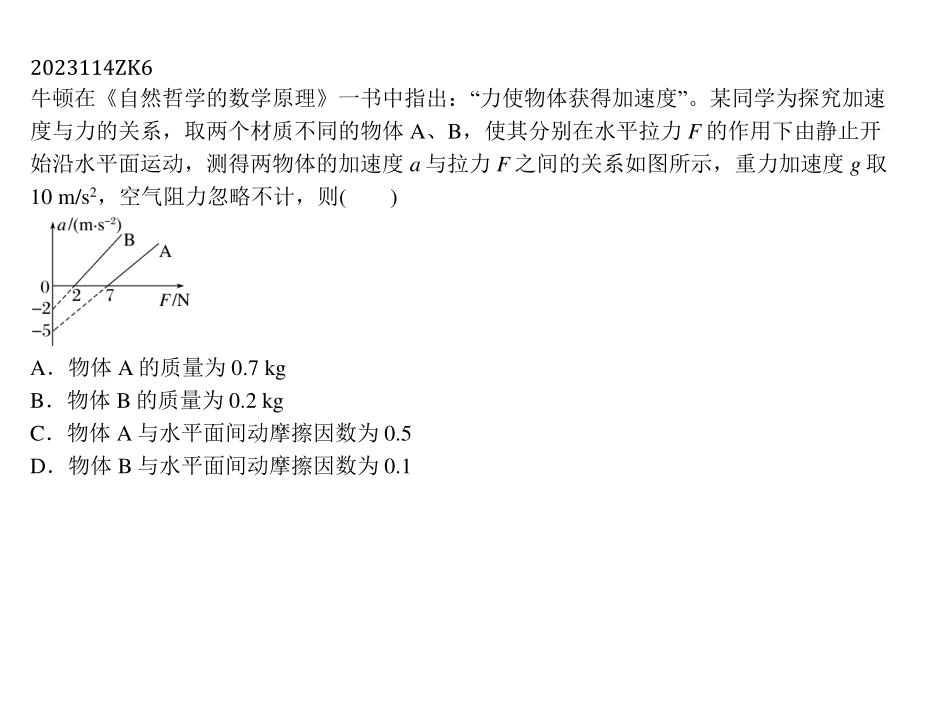 2023114ZK6
牛顿在《自然哲学的数学原理》一书中指出：“力使物体获得加速度”。某同学为探究加速
度与力的关系，取两个材质不同的物体 A、B，使其分别在水平拉力 F 的作用下由静止开
始沿水平面运动，测得两物体的加速度 a 与拉力 F 之间的关系如图所示，重力加速度 g 取
10 m/s²，空气阻力忽略不计，则(　　)
a/(m·s⁻²)
B
A
0
2
7
F/N
−2
−5
A．物体 A 的质量为 0.7 kg
B．物体 B 的质量为 0.2 kg
C．物体 A 与水平面间动摩擦因数为 0.5
D．物体 B 与水平面间动摩擦因数为 0.1